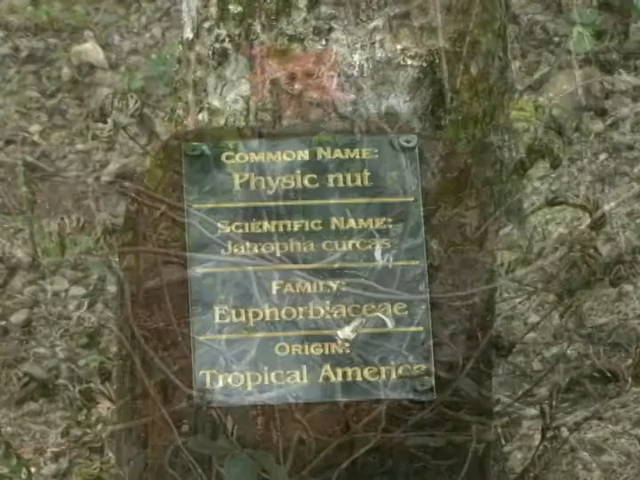 COMMON NAME:
Physic nut
SCIENTIFIC NAME:
Jatropha curcas
FAMILY:
Euphorbiaceae
ORIGIN:
Tropical America